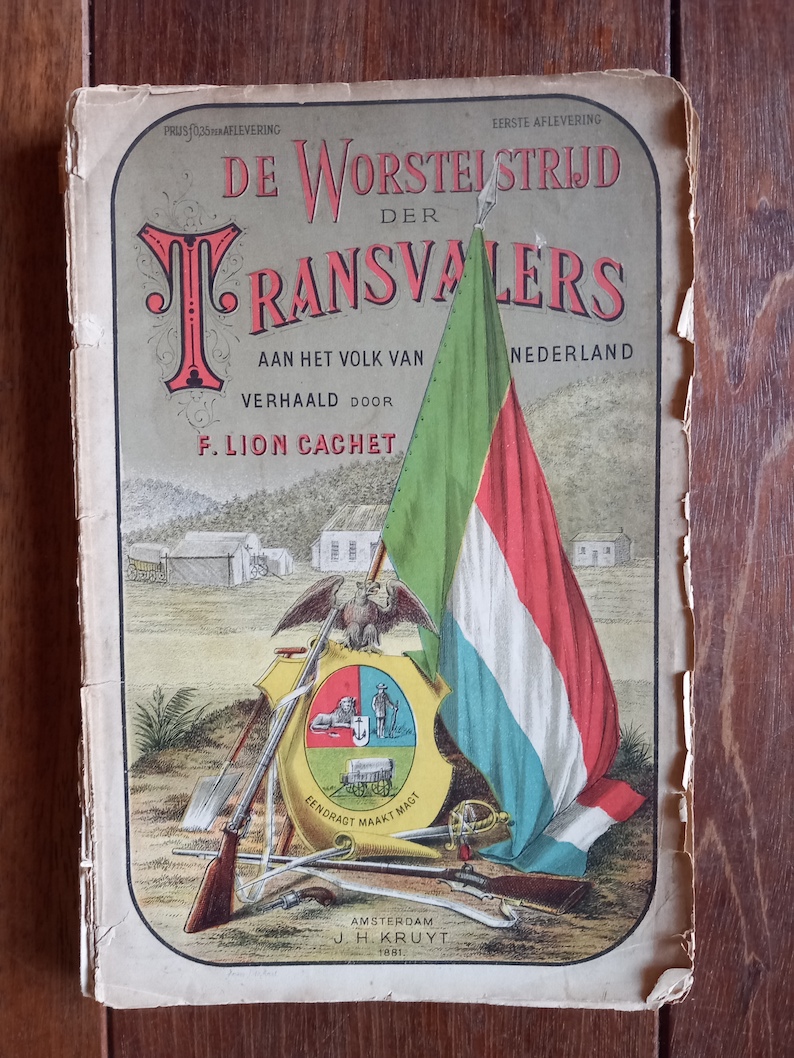 PRIJS ƒ0,35 PER AFLEVERING
EERSTE AFLEVERING
DE WORSTELSTRIJD
DER
TRANSVALERS
AAN HET VOLK VAN NEDERLAND
VERHAALD DOOR
F. LION CACHET
EENDRAGT MAAKT MAGT
AMSTERDAM
J. H. KRUYT
1881.